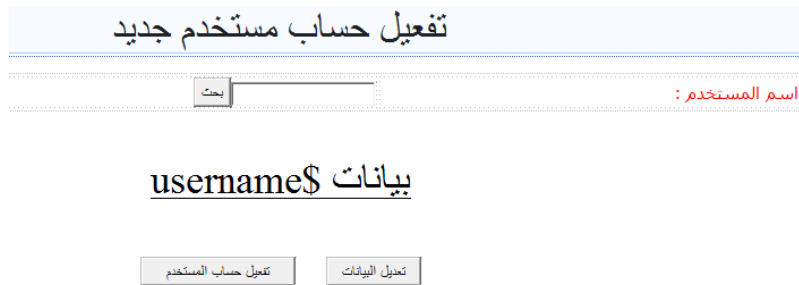 تفعيل حساب مستخدم جديد
اسم المستخدم : بحث
بيانات $username
تعديل البيانات تفعيل حساب المستخدم